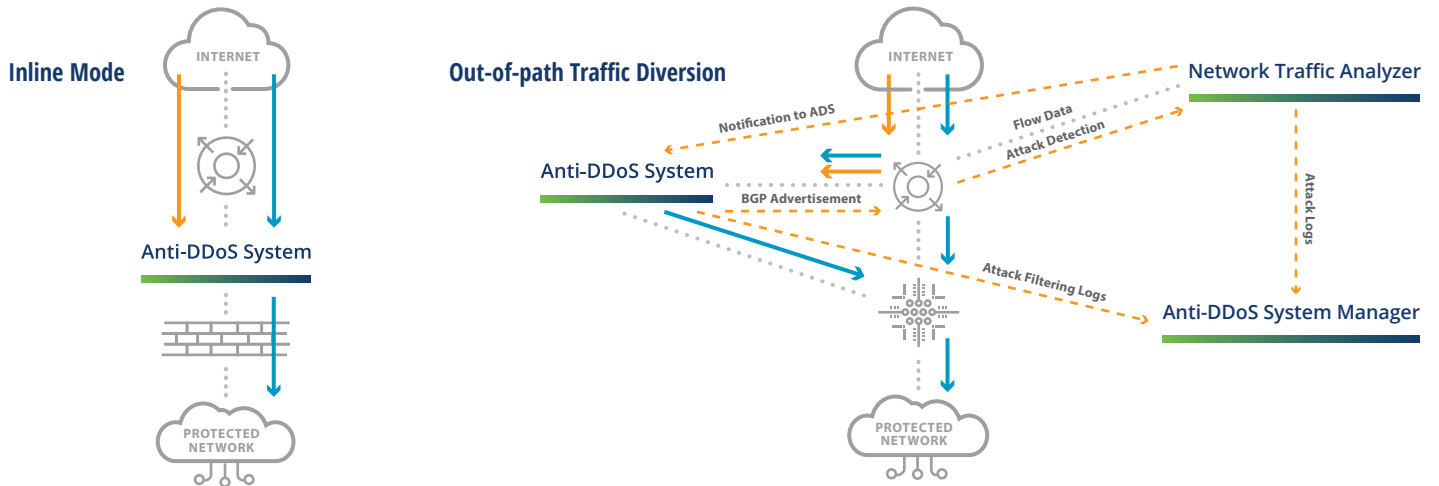 Inline Mode
INTERNET
Anti-DDoS System
PROTECTED
NETWORK
Out-of-path Traffic Diversion
INTERNET
Network Traffic Analyzer
Notification to ADS
Flow Data
Attack Detection
Anti-DDoS System
BGP Advertisement
Attack Logs
Attack Filtering Logs
Anti-DDoS System Manager
PROTECTED
NETWORK